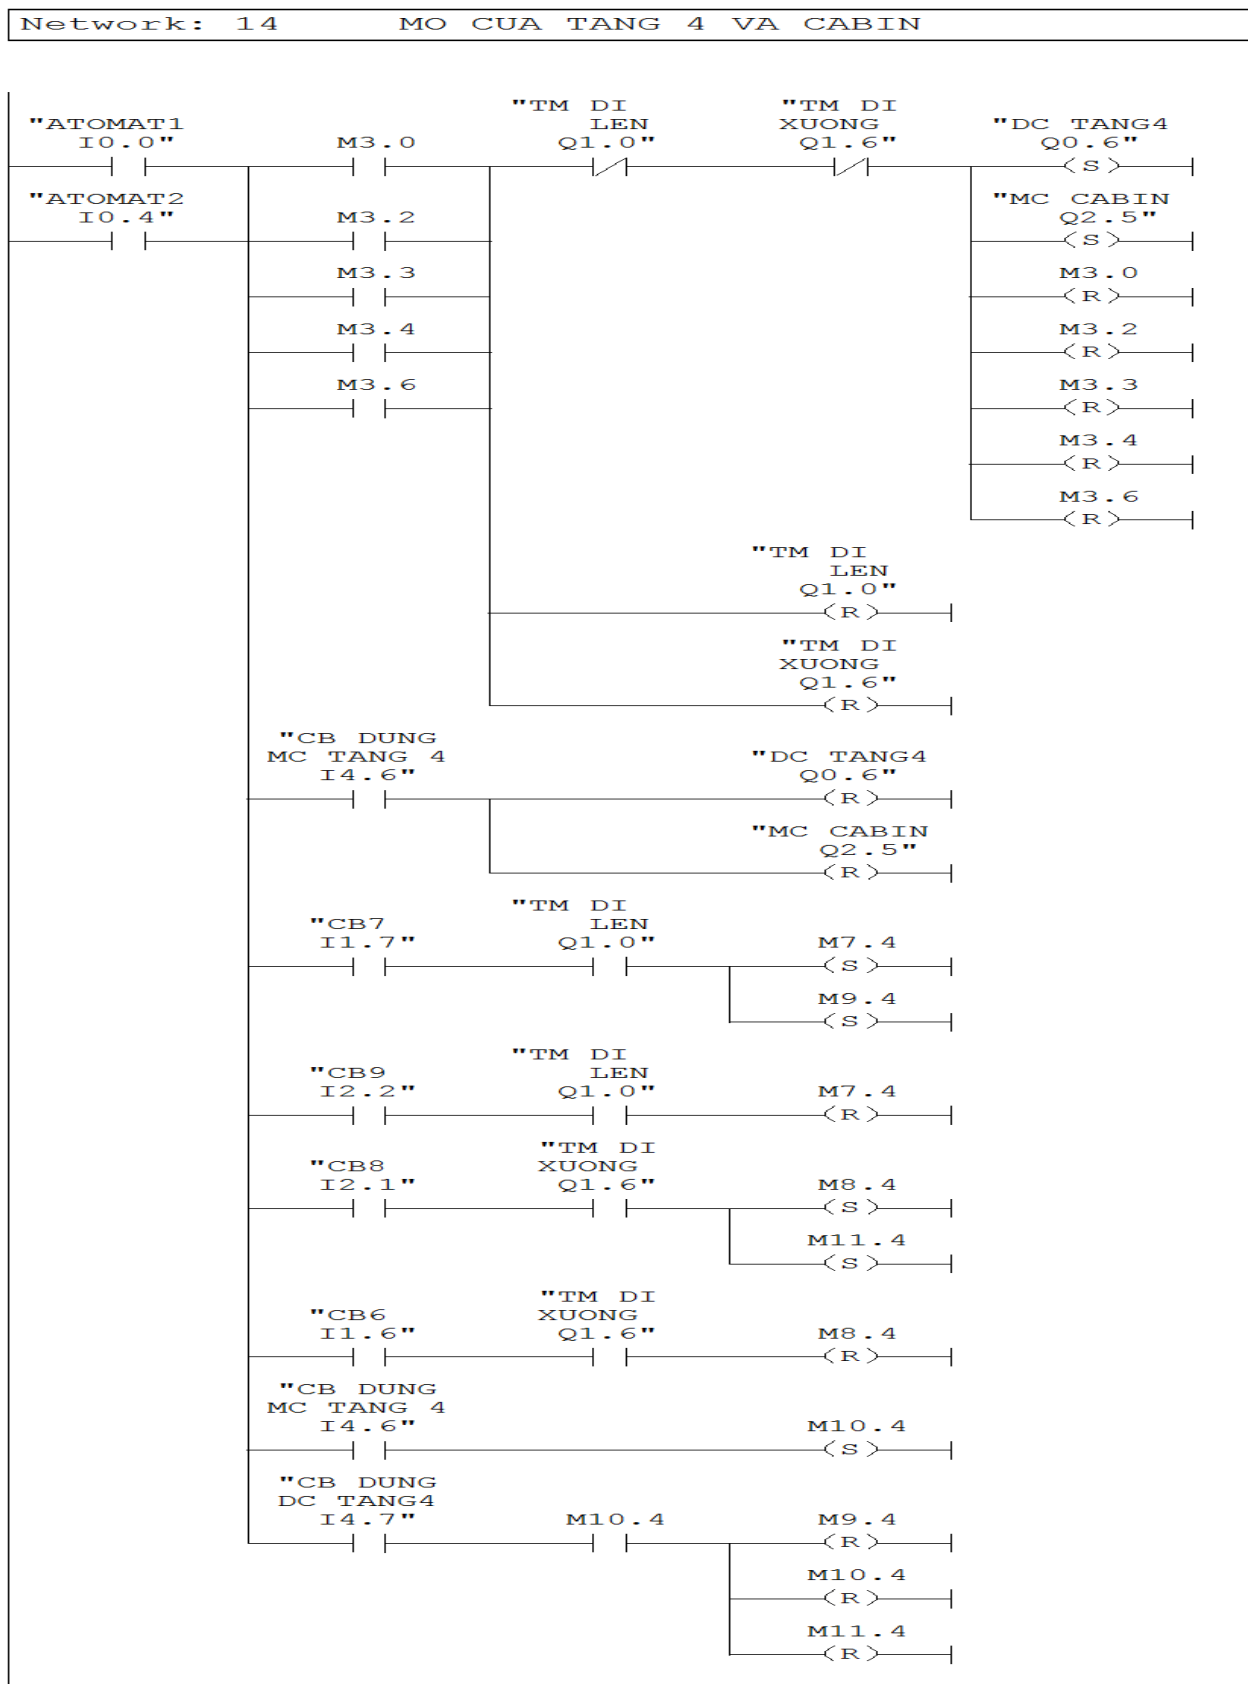 Network: 14 MO CUA TANG 4 VA CABIN
"TM DI "TM DI
"ATOMAT1 LEN XUONG "DC TANG4
I0.0" M3.0 Q1.0" Q1.6" Q0.6"
(S)
"ATOMAT2 "MC CABIN
I0.4" M3.2 Q2.5"
(S)
M3.3 M3.0
(R)
M3.4 M3.2
(R)
M3.6 M3.3
(R)
M3.4
(R)
M3.6
(R)
"TM DI
LEN
Q1.0"
(R)
"TM DI
XUONG
Q1.6"
(R)
"CB DUNG
MC TANG 4 "DC TANG4
I4.6" Q0.6"
(R)
"MC CABIN
Q2.5"
(R)
"TM DI
"CB7 LEN
I1.7" Q1.0" M7.4
(S)
M9.4
(S)
"TM DI
"CB9 LEN
I2.2" Q1.0" M7.4
(R)
"TM DI
"CB8 XUONG
I2.1" Q1.6" M8.4
(S)
M11.4
(S)
"TM DI
"CB6 XUONG
I1.6" Q1.6" M8.4
(R)
"CB DUNG
MC TANG 4
I4.6" M10.4
(S)
"CB DUNG
DC TANG4
I4.7" M10.4 M9.4
(R)
M10.4
(R)
M11.4
(R)